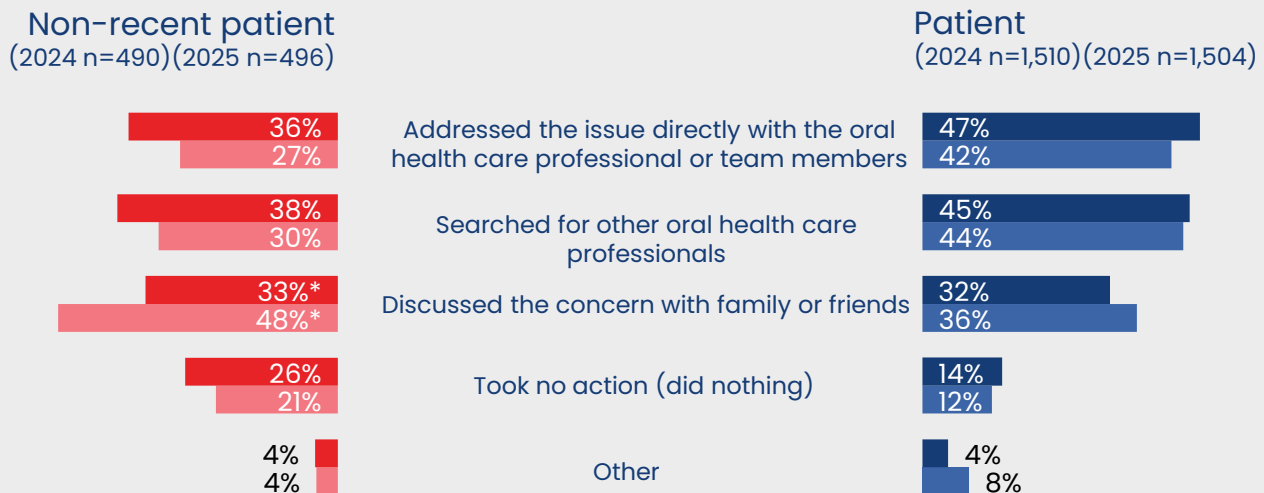 Non-recent patient
(2024 n=490)(2025 n=496)
Patient
(2024 n=1,510)(2025 n=1,504)
36%
27%
Addressed the issue directly with the oral
health care professional or team members
47%
42%
38%
30%
Searched for other oral health care
professionals
45%
44%
33%*
48%*
Discussed the concern with family or friends
32%
36%
26%
21%
Took no action (did nothing)
14%
12%
4%
4%
Other
4%
8%